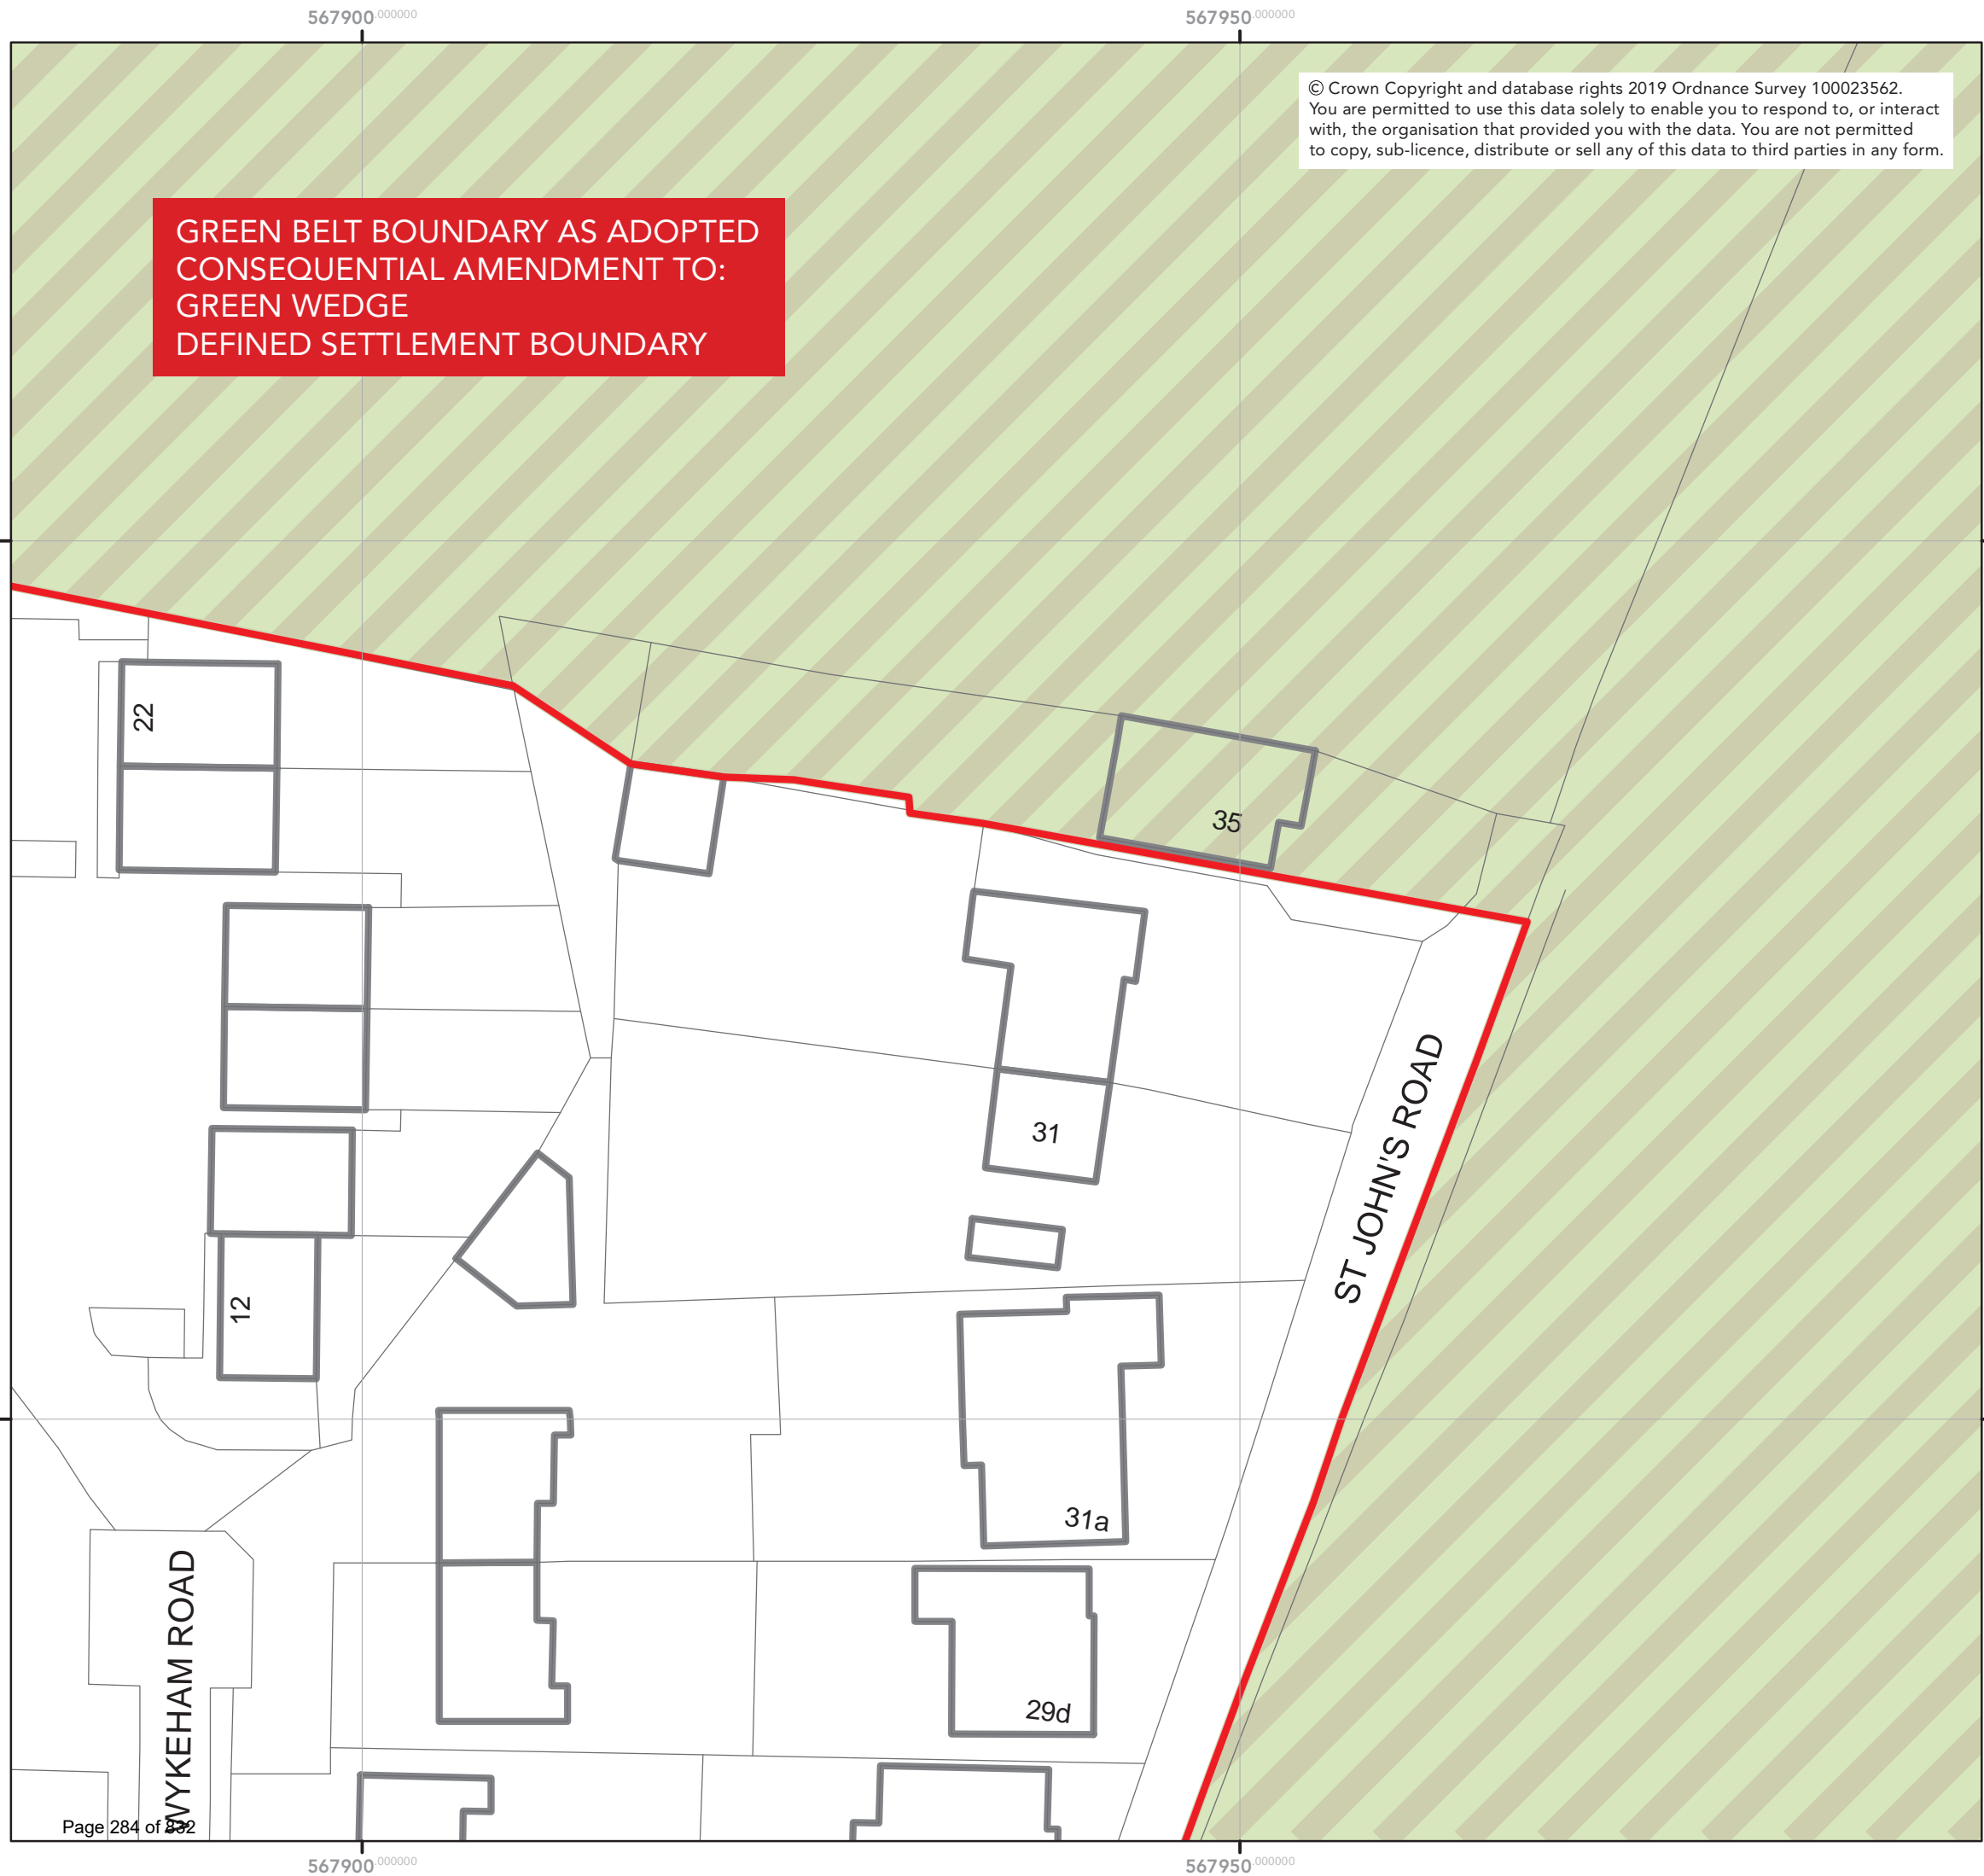 567900.000000
567950.000000
© Crown Copyright and database rights 2019 Ordnance Survey 100023562.
You are permitted to use this data solely to enable you to respond to, or interact
with, the organisation that provided you with the data. You are not permitted
to copy, sub-licence, distribute or sell any of this data to third parties in any form.
GREEN BELT BOUNDARY AS ADOPTED
CONSEQUENTIAL AMENDMENT TO:
GREEN WEDGE
DEFINED SETTLEMENT BOUNDARY
22
35
31
ST JOHN'S ROAD
12
31a
29d
WYKEHAM ROAD
Page 284 of 832
567900.000000
567950.000000